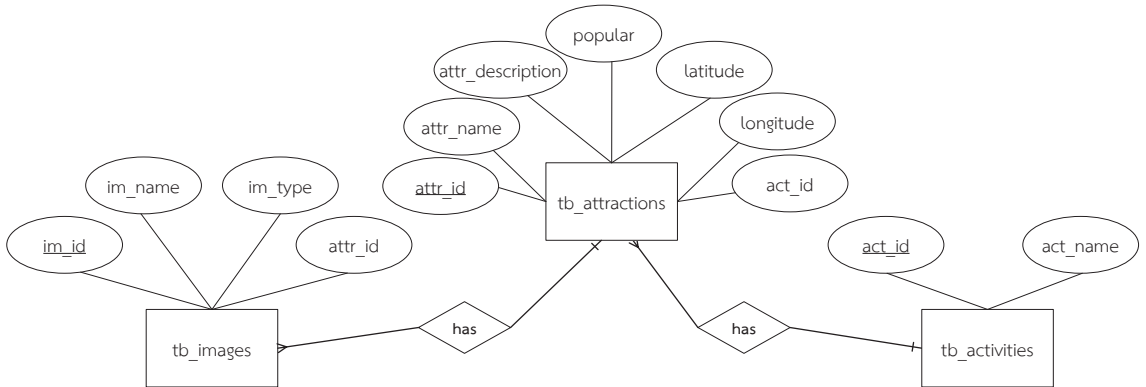 popular
attr_description
latitude
attr_name
longitude
im_name
im_type
attr_id
tb_attractions
act_id
im_id
attr_id
act_id
act_name
has
has
tb_images
tb_activities